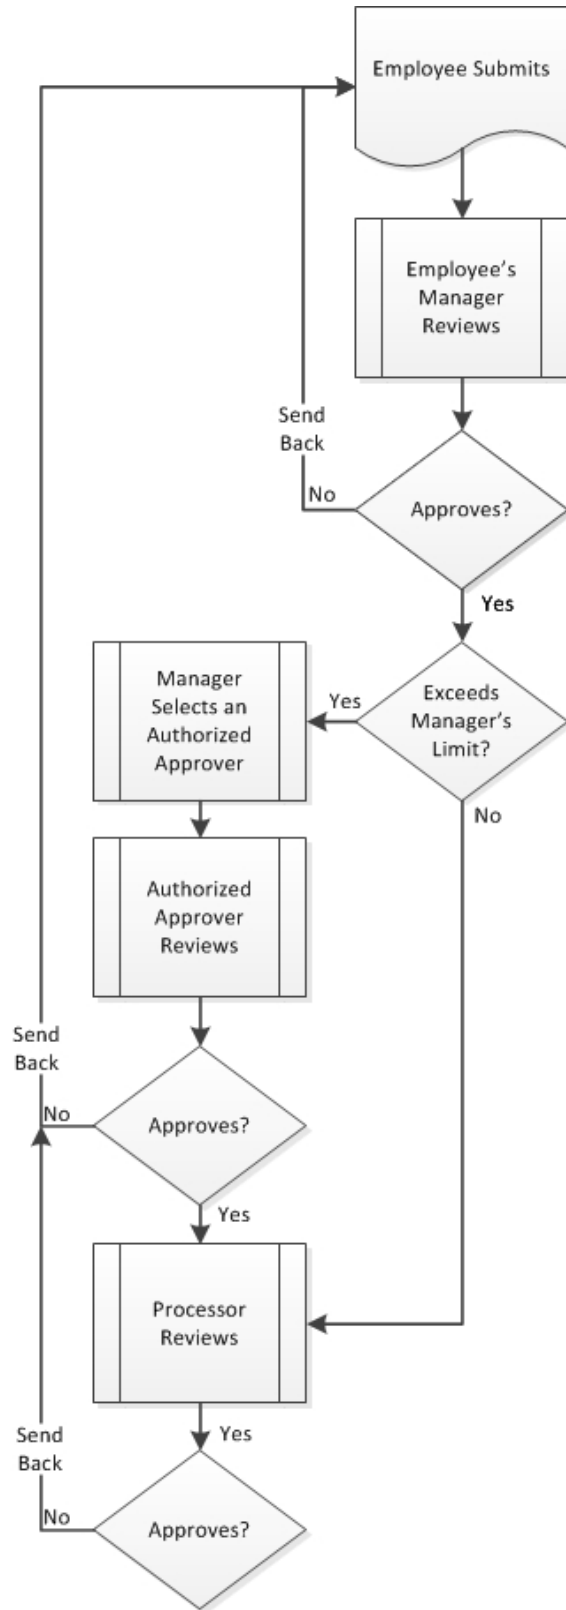 Employee Submits
Employee's
Manager
Reviews
Send
Back
No
Approves?
Yes
Manager
Selects an
Authorized
Approver
Yes
Exceeds
Manager's
Limit?
No
Authorized
Approver
Reviews
Send
Back
No
Approves?
Yes
Processor
Reviews
Yes
Send
Back
No
Approves?